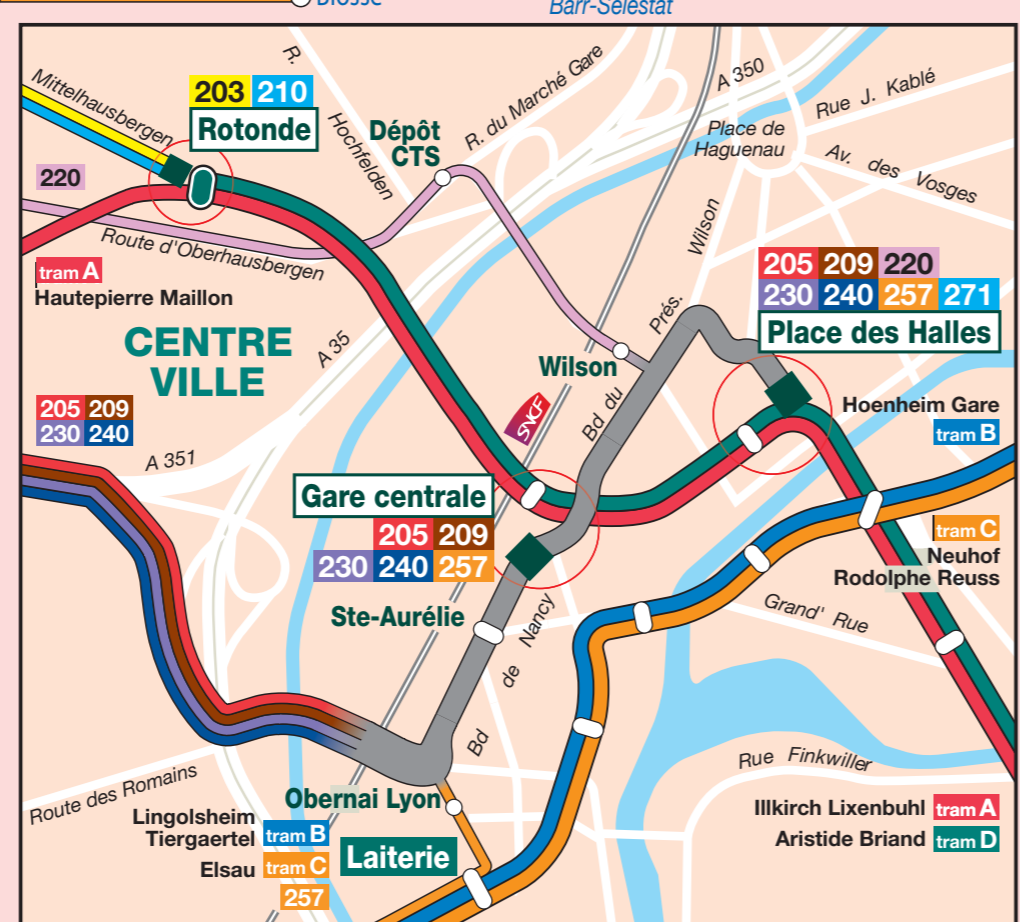 Barr-Sélestat
Mittelhausbergen
R.
Hochfelden
203 210
Rotonde
Dépôt
CTS
R. du Marché Gare
A 350
Rue J. Kablé
Place de
Haguenau
Av. des Vosges
220
Route d'Oberhausbergen
tram A
Hautepierre Maillon
CENTRE
VILLE
A 35
Wilson
205 209 220
230 240 257 271
Place des Halles
Wilson
Bd du
Prés.
SNCF
Hoenheim Gare
tram B
205 209
230 240
A 351
Gare centrale
205 209
230 240 257
tram C
Neuhof
Rodolphe Reuss
Ste-Aurélie
Bd
de Nancy
Grand' Rue
Rue Finkwiller
Route des Romains
Obernai Lyon
Lingolsheim
Tiergaertel tram B
Elsau tram C
257
Laiterie
Illkirch Lixenbuhl tram A
Aristide Briand tram D